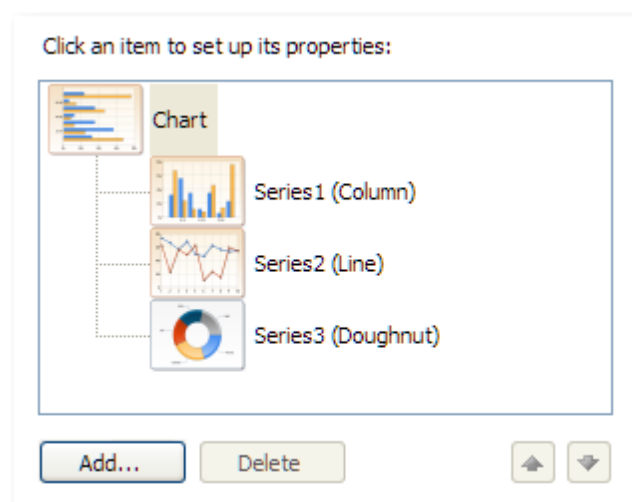 Click an item to set up its properties:
Chart
Series1 (Column)
Series2 (Line)
Series3 (Doughnut)
Add... Delete